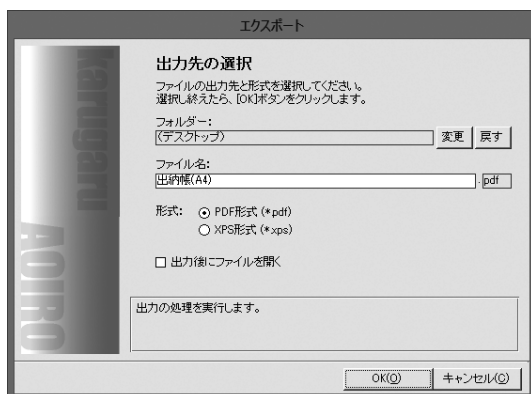 エクスポート
karugaru
AOIRO
出力先の選択
ファイルの出力先と形式を選択してください。
選択し終えたら、[OK]ボタンをクリックします。
フォルダー:
(デスクトップ)
変更
戻す
ファイル名:
出納帳(A4)
.pdf
形式:
PDF形式 (*.pdf)
XPS形式 (*.xps)
出力後にファイルを開く
出力の処理を実行します。
OK(O)
キャンセル(C)